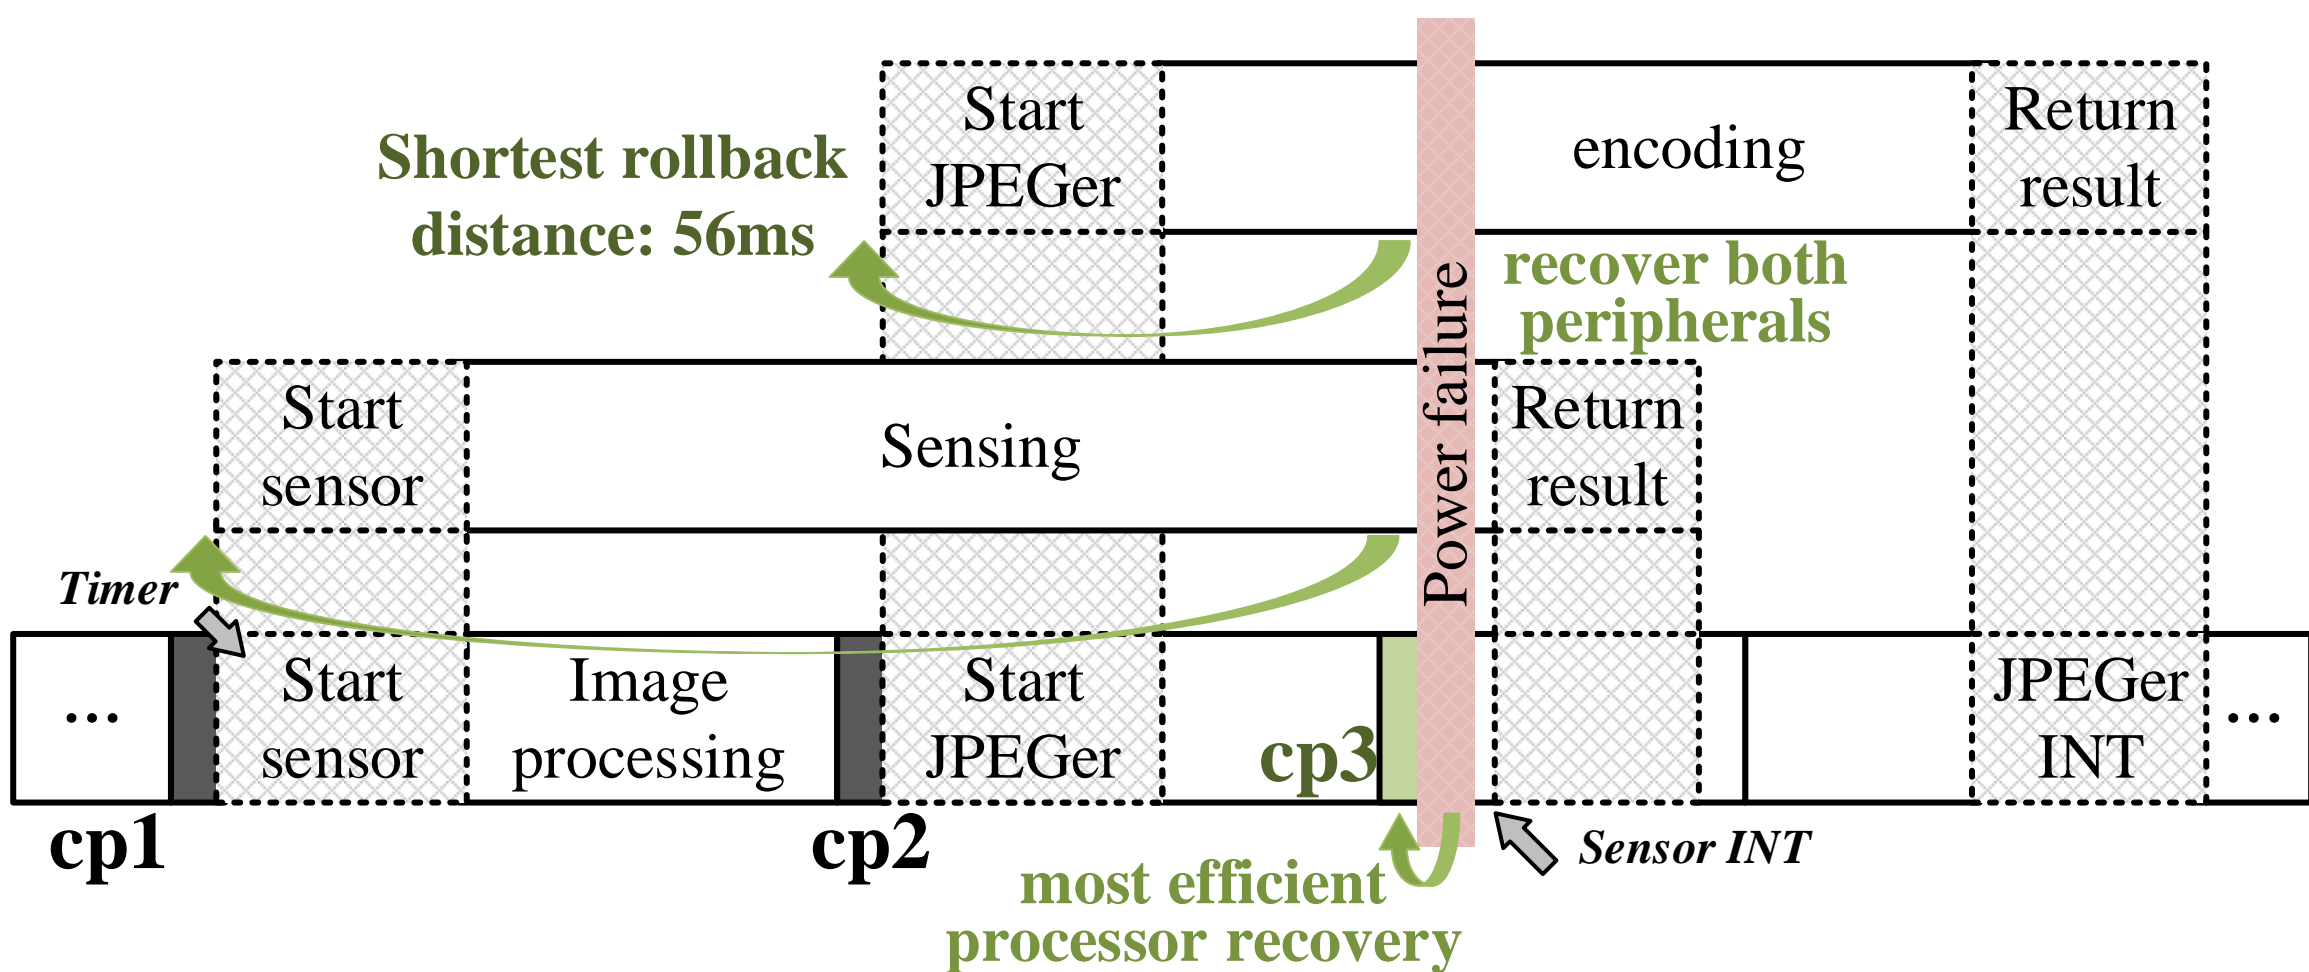 Start
JPEGer
encoding
Return
result
Shortest rollback
distance: 56ms
recover both
peripherals
Power failure
Start
sensor
Sensing
Return
result
Timer
...
Start
sensor
Image
processing
Start
JPEGer
cp3
JPEGer
INT
...
cp1
cp2
Sensor INT
most efficient
processor recovery